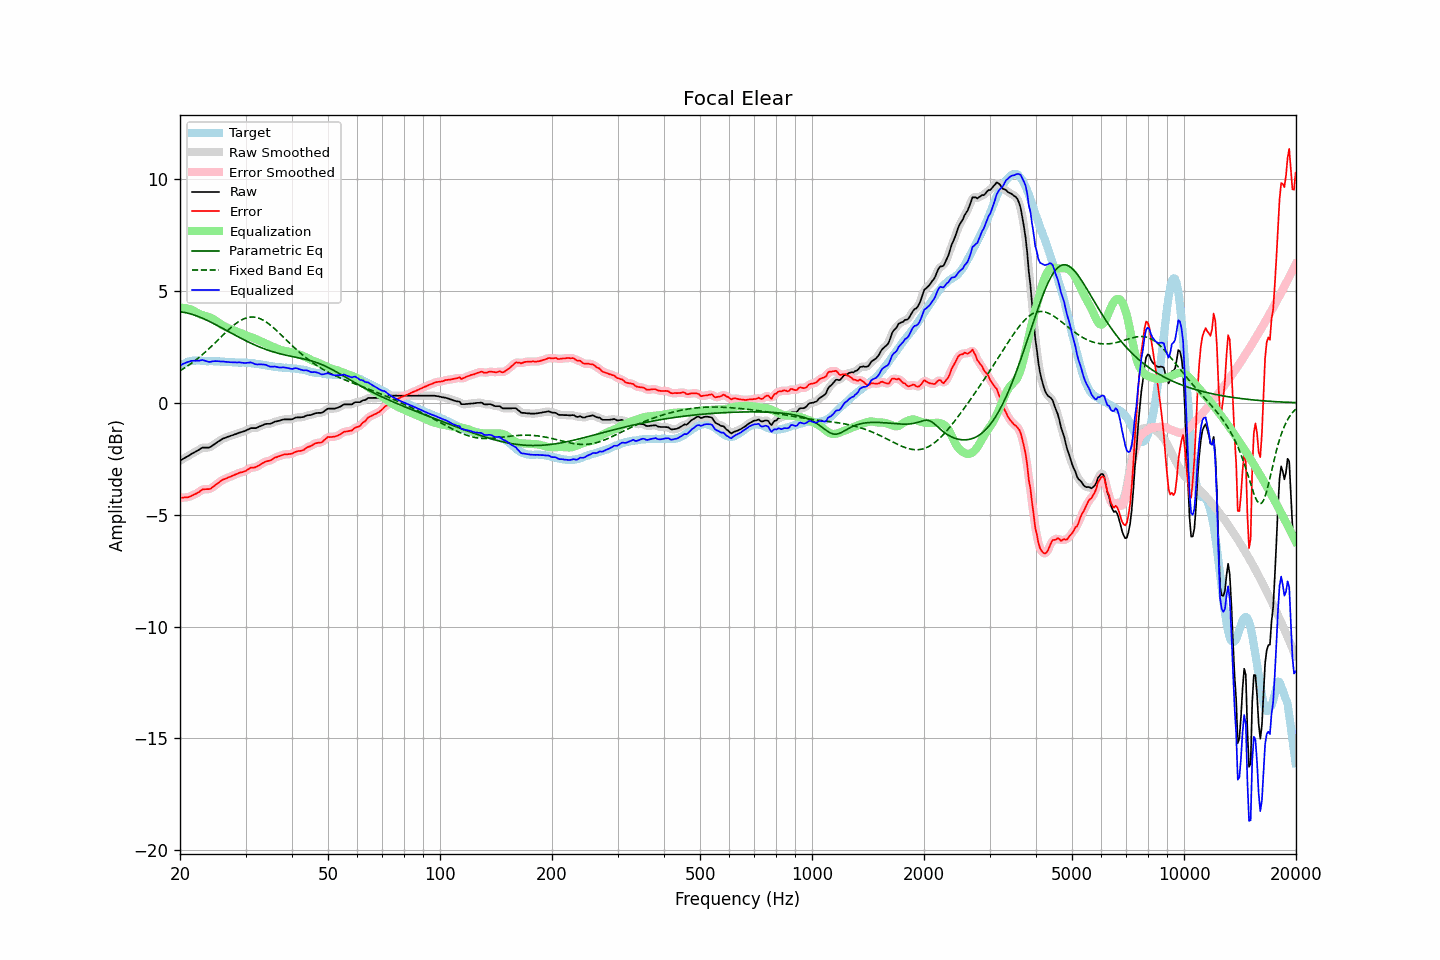 Focal Elear
Target
Raw Smoothed
Error Smoothed
Raw
Error
Equalization
Parametric Eq
Fixed Band Eq
Equalized
10
5
0
−5
−10
−15
−20
Amplitude (dBr)
20 50 100 200 500 1000 2000 5000 10000 20000
Frequency (Hz)